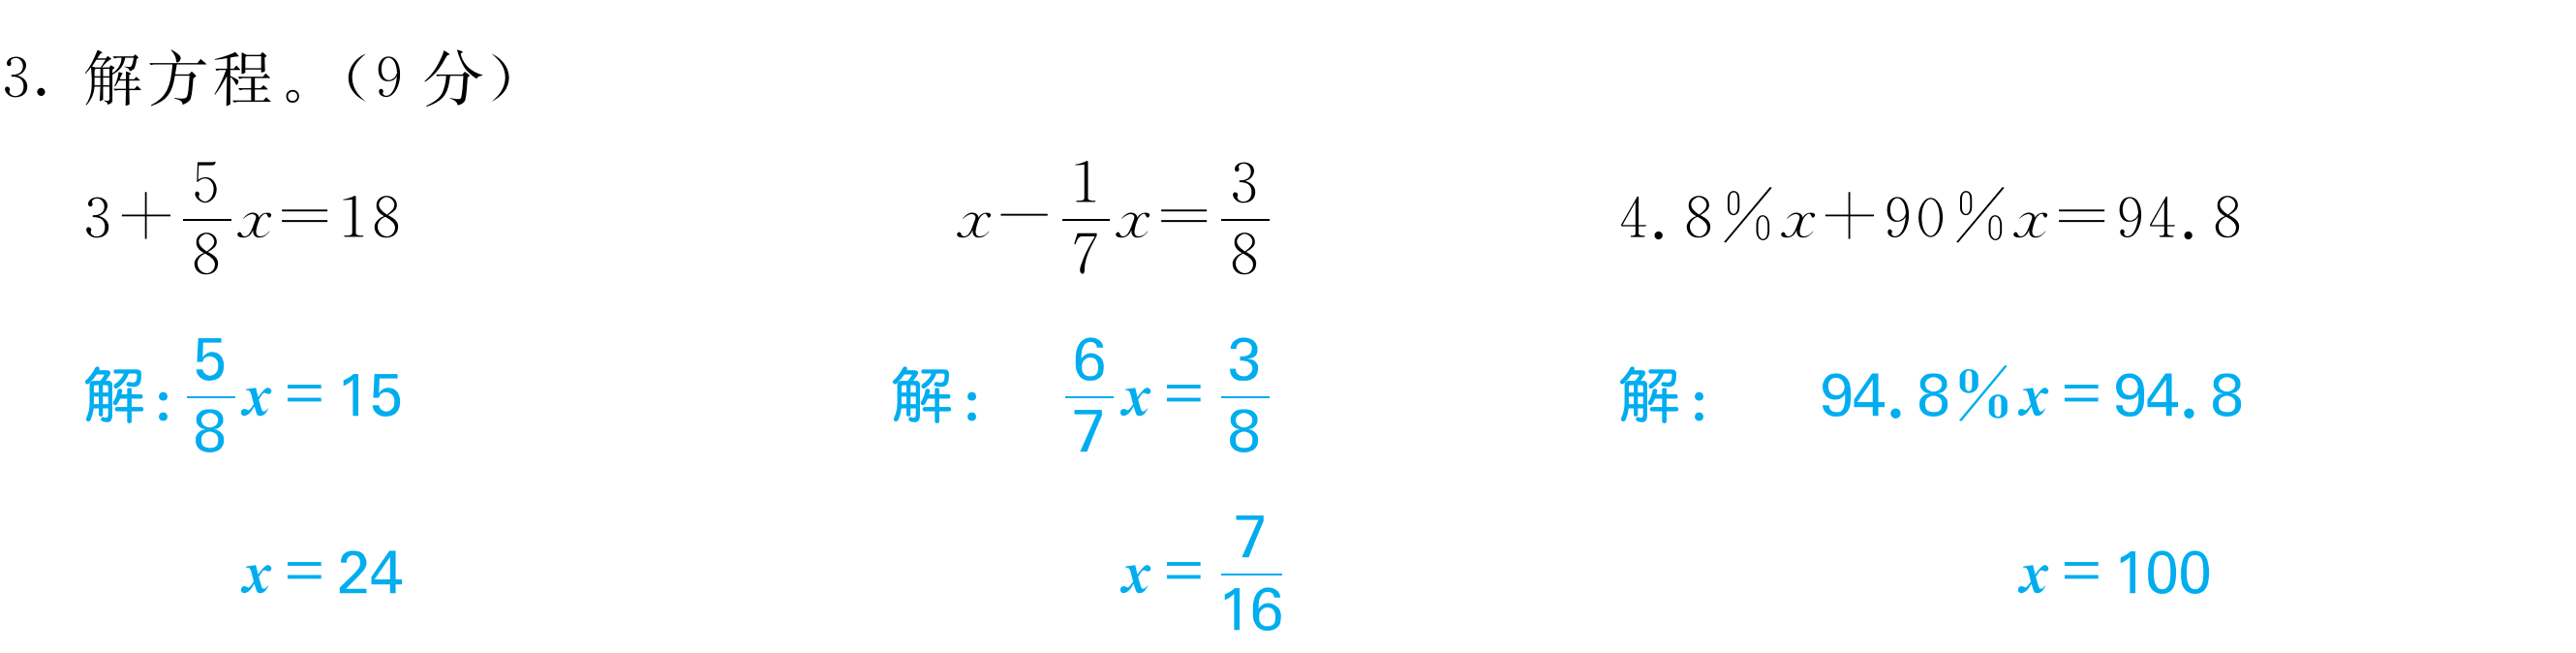 3. 解方程。(9 分)
3+5/8x=18　x−1/7x=3/8　4.8%x+90%x=94.8
解:5/8x=15　解:6/7x=3/8　解:94.8%x=94.8
x=24　x=7/16　x=100